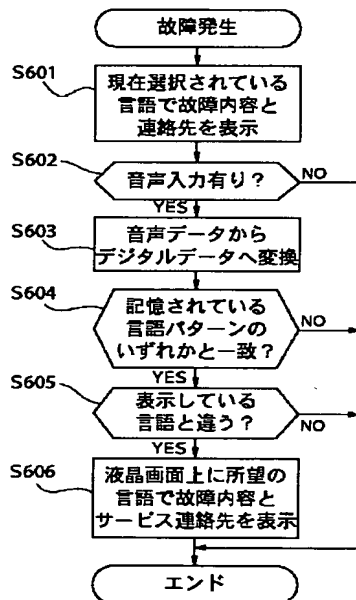 故障発生
S601
現在選択されている
言語で故障内容と
連絡先を表示
S602
音声入力有り？
NO
YES
S603
音声データから
デジタルデータへ変換
S604
記憶されている
言語パターンの
いずれかと一致？
NO
YES
S605
表示している
言語と違う？
NO
YES
S606
液晶画面上に所望の
言語で故障内容と
サービス連絡先を表示
エンド